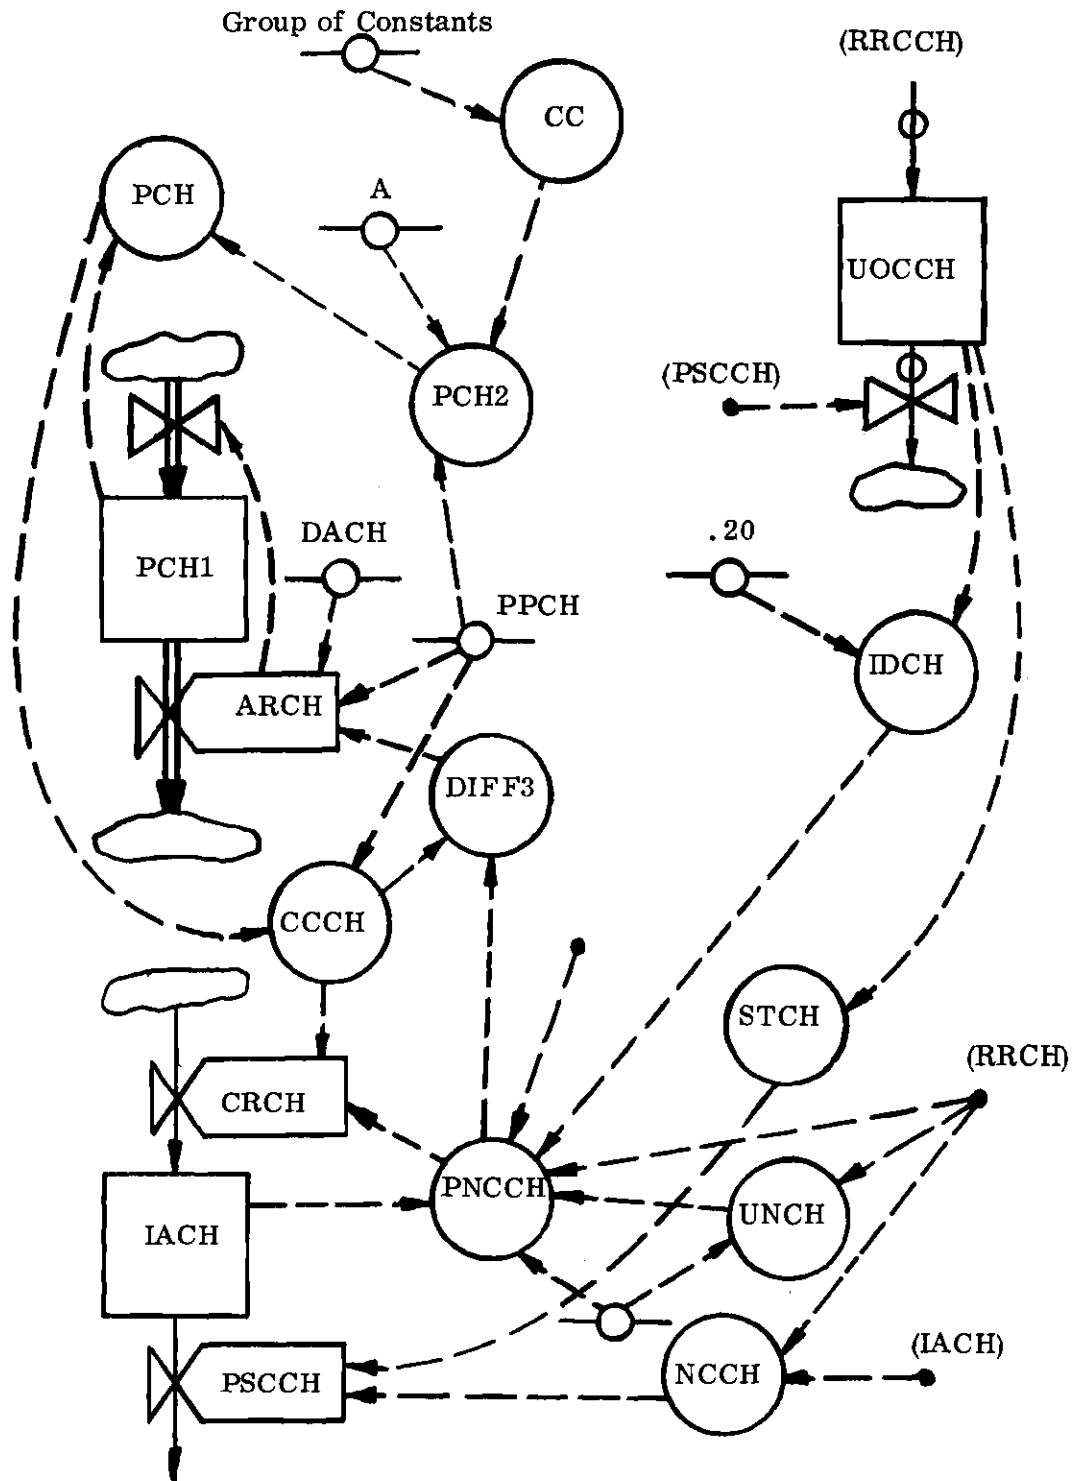 Group of Constants
(RRCCH)
CC
PCH
A
UOCCH
(PSCCH)
PCH2
DACH
.20
PCH1
PPCH
IDCH
ARCH
DIFF3
CCCH
STCH
(RRCH)
CRCH
PNCCH
UNCH
IACH
(IACH)
NCCH
PSCCH